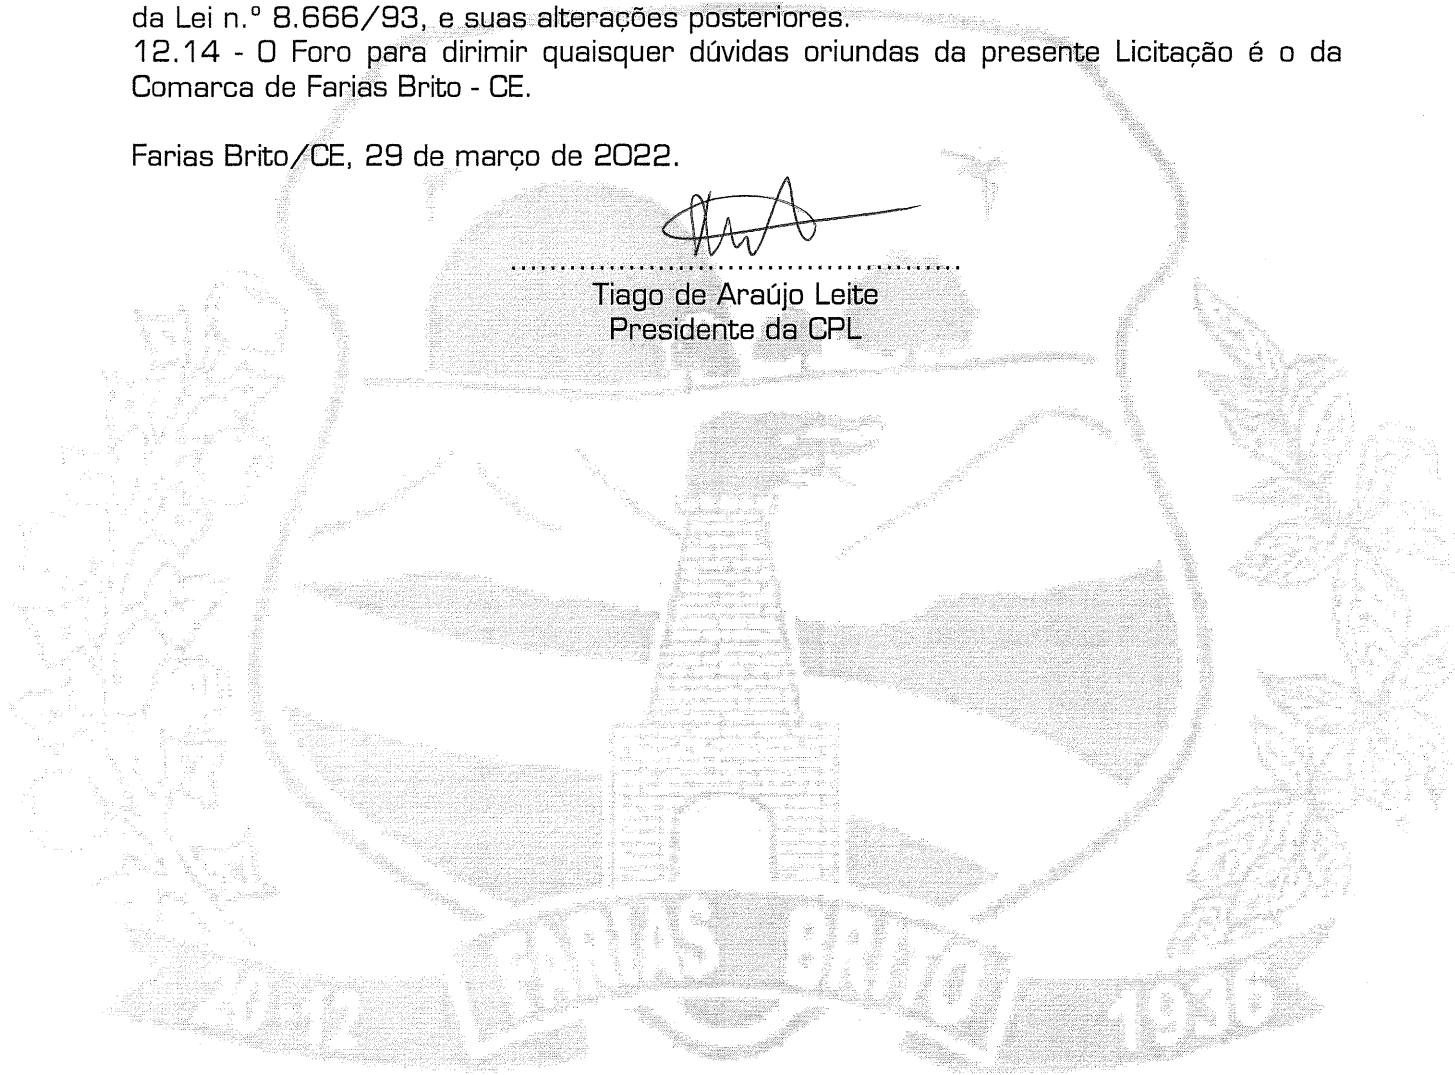 da Lei n.º 8.666/93, e suas alterações posteriores.
12.14 - O Foro para dirimir quaisquer dúvidas oriundas da presente Licitação é o da
Comarca de Farias Brito - CE.
Farias Brito/CE, 29 de março de 2022.
Tiago de Araújo Leite
Presidente da CPL
FARIAS BRITO
20 12 1936